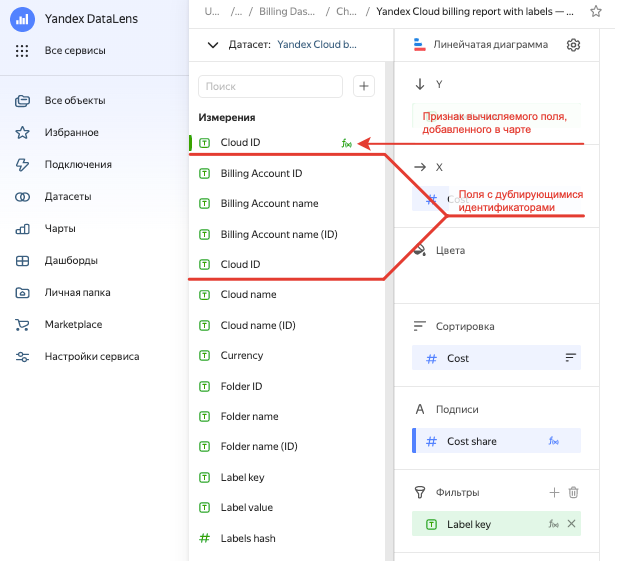 Yandex DataLens
Все сервисы
Все объекты
Избранное
Подключения
Датасеты
Чарты
Дашборды
Личная папка
Marketplace
Настройки сервиса
U... / /... / Billing Das... / Ch... / Yandex Cloud billing report with labels — ...
Датасет: Yandex Cloud b...
Поиск
Измерения
Cloud ID
Billing Account ID
Billing Account name
Billing Account name (ID)
Cloud ID
Cloud name
Cloud name (ID)
Currency
Folder ID
Folder name
Folder name (ID)
Label key
Label value
Labels hash
Линейчатая диаграмма
Y
Признак вычисляемого поля,
добавленного в чарте
X
Поля с дублирующимися
идентификаторами
Цвета
Сортировка
Cost
Подписи
Cost share
Фильтры
Label key